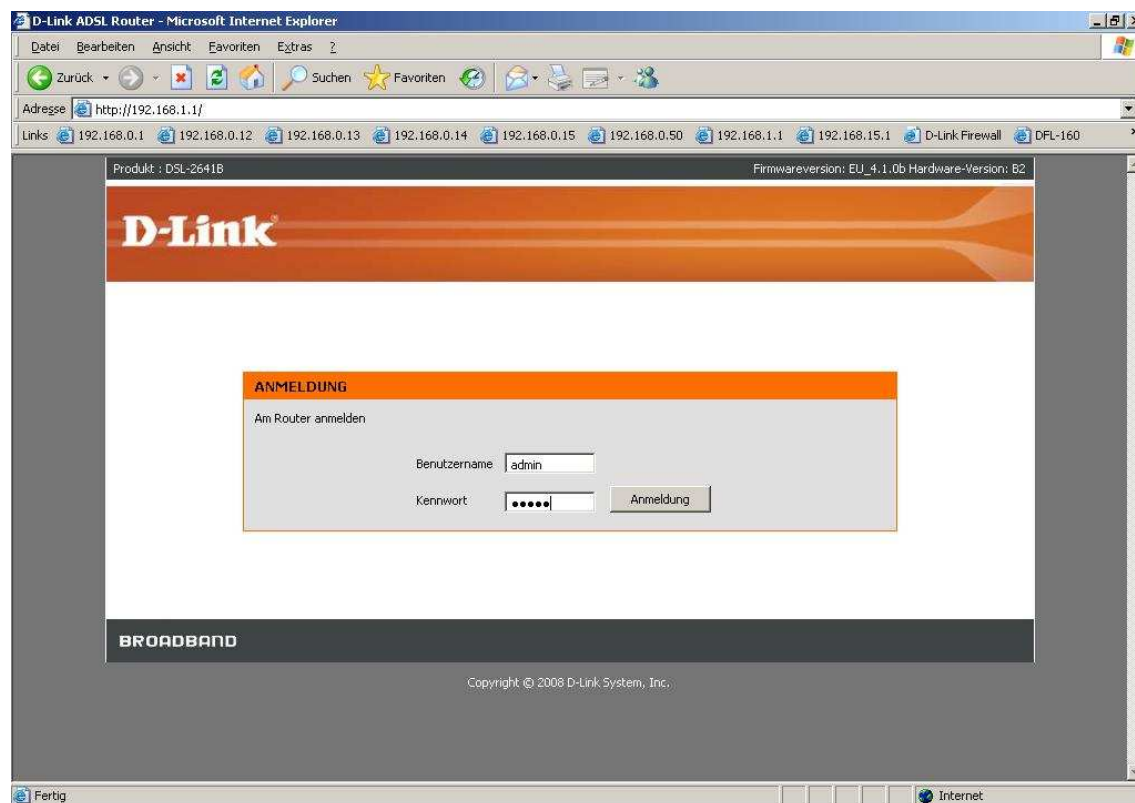 D-Link ADSL Router - Microsoft Internet Explorer
Datei Bearbeiten Ansicht Favoriten Extras ?
Zurück Suchen Favoriten
Adresse http://192.168.1.1/
Links 192.168.0.1 192.168.0.12 192.168.0.13 192.168.0.14 192.168.0.15 192.168.0.50 192.168.1.1 192.168.15.1 D-Link Firewall DFL-160
Produkt : DSL-2641B Firmwareversion: EU_4.1.0b Hardware-Version: B2
D-Link®
ANMELDUNG
Am Router anmelden
Benutzername admin
Kennwort ●●●●● Anmeldung
BROADBAND
Copyright © 2008 D-Link System, Inc.
Fertig Internet